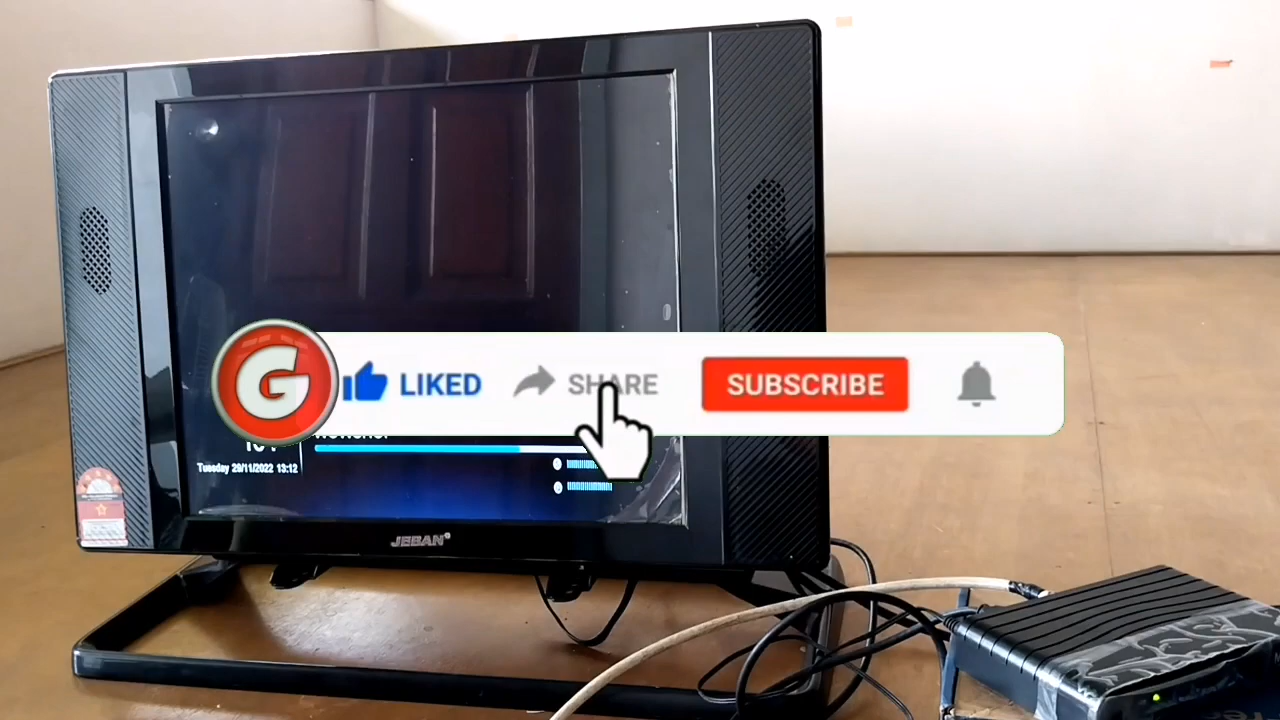 G
LIKED
SHARE
SUBSCRIBE
Tuesday 29/11/2022 13:12
JEBAN®